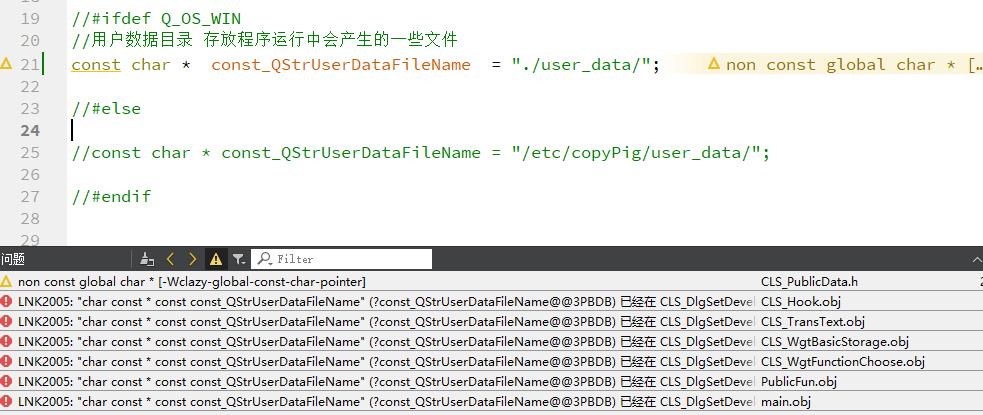 19 //#ifdef Q_OS_WIN
20 //用户数据目录 存放程序运行中会产生的一些文件
21 const char *  const_QStrUserDataFileName  = "./user_data/"; non const global char * […
22
23 //#else
24
25 //const char * const_QStrUserDataFileName = "/etc/copyPig/user_data/";
26
27 //#endif
28
29
问题 Filter
non const global char * [-Wclazy-global-const-char-pointer] CLS_PublicData.h
LNK2005: "char const * const const_QStrUserDataFileName" (?const_QStrUserDataFileName@@3PBDB) 已经在 CLS_DlgSetDevel CLS_Hook.obj
LNK2005: "char const * const const_QStrUserDataFileName" (?const_QStrUserDataFileName@@3PBDB) 已经在 CLS_DlgSetDevel CLS_TransText.obj
LNK2005: "char const * const const_QStrUserDataFileName" (?const_QStrUserDataFileName@@3PBDB) 已经在 CLS_DlgSetDevel CLS_WgtBasicStorage.obj
LNK2005: "char const * const const_QStrUserDataFileName" (?const_QStrUserDataFileName@@3PBDB) 已经在 CLS_DlgSetDevel CLS_WgtFunctionChoose.obj
LNK2005: "char const * const const_QStrUserDataFileName" (?const_QStrUserDataFileName@@3PBDB) 已经在 CLS_DlgSetDevel PublicFun.obj
LNK2005: "char const * const const_QStrUserDataFileName" (?const_QStrUserDataFileName@@3PBDB) 已经在 CLS_DlgSetDevel main.obj